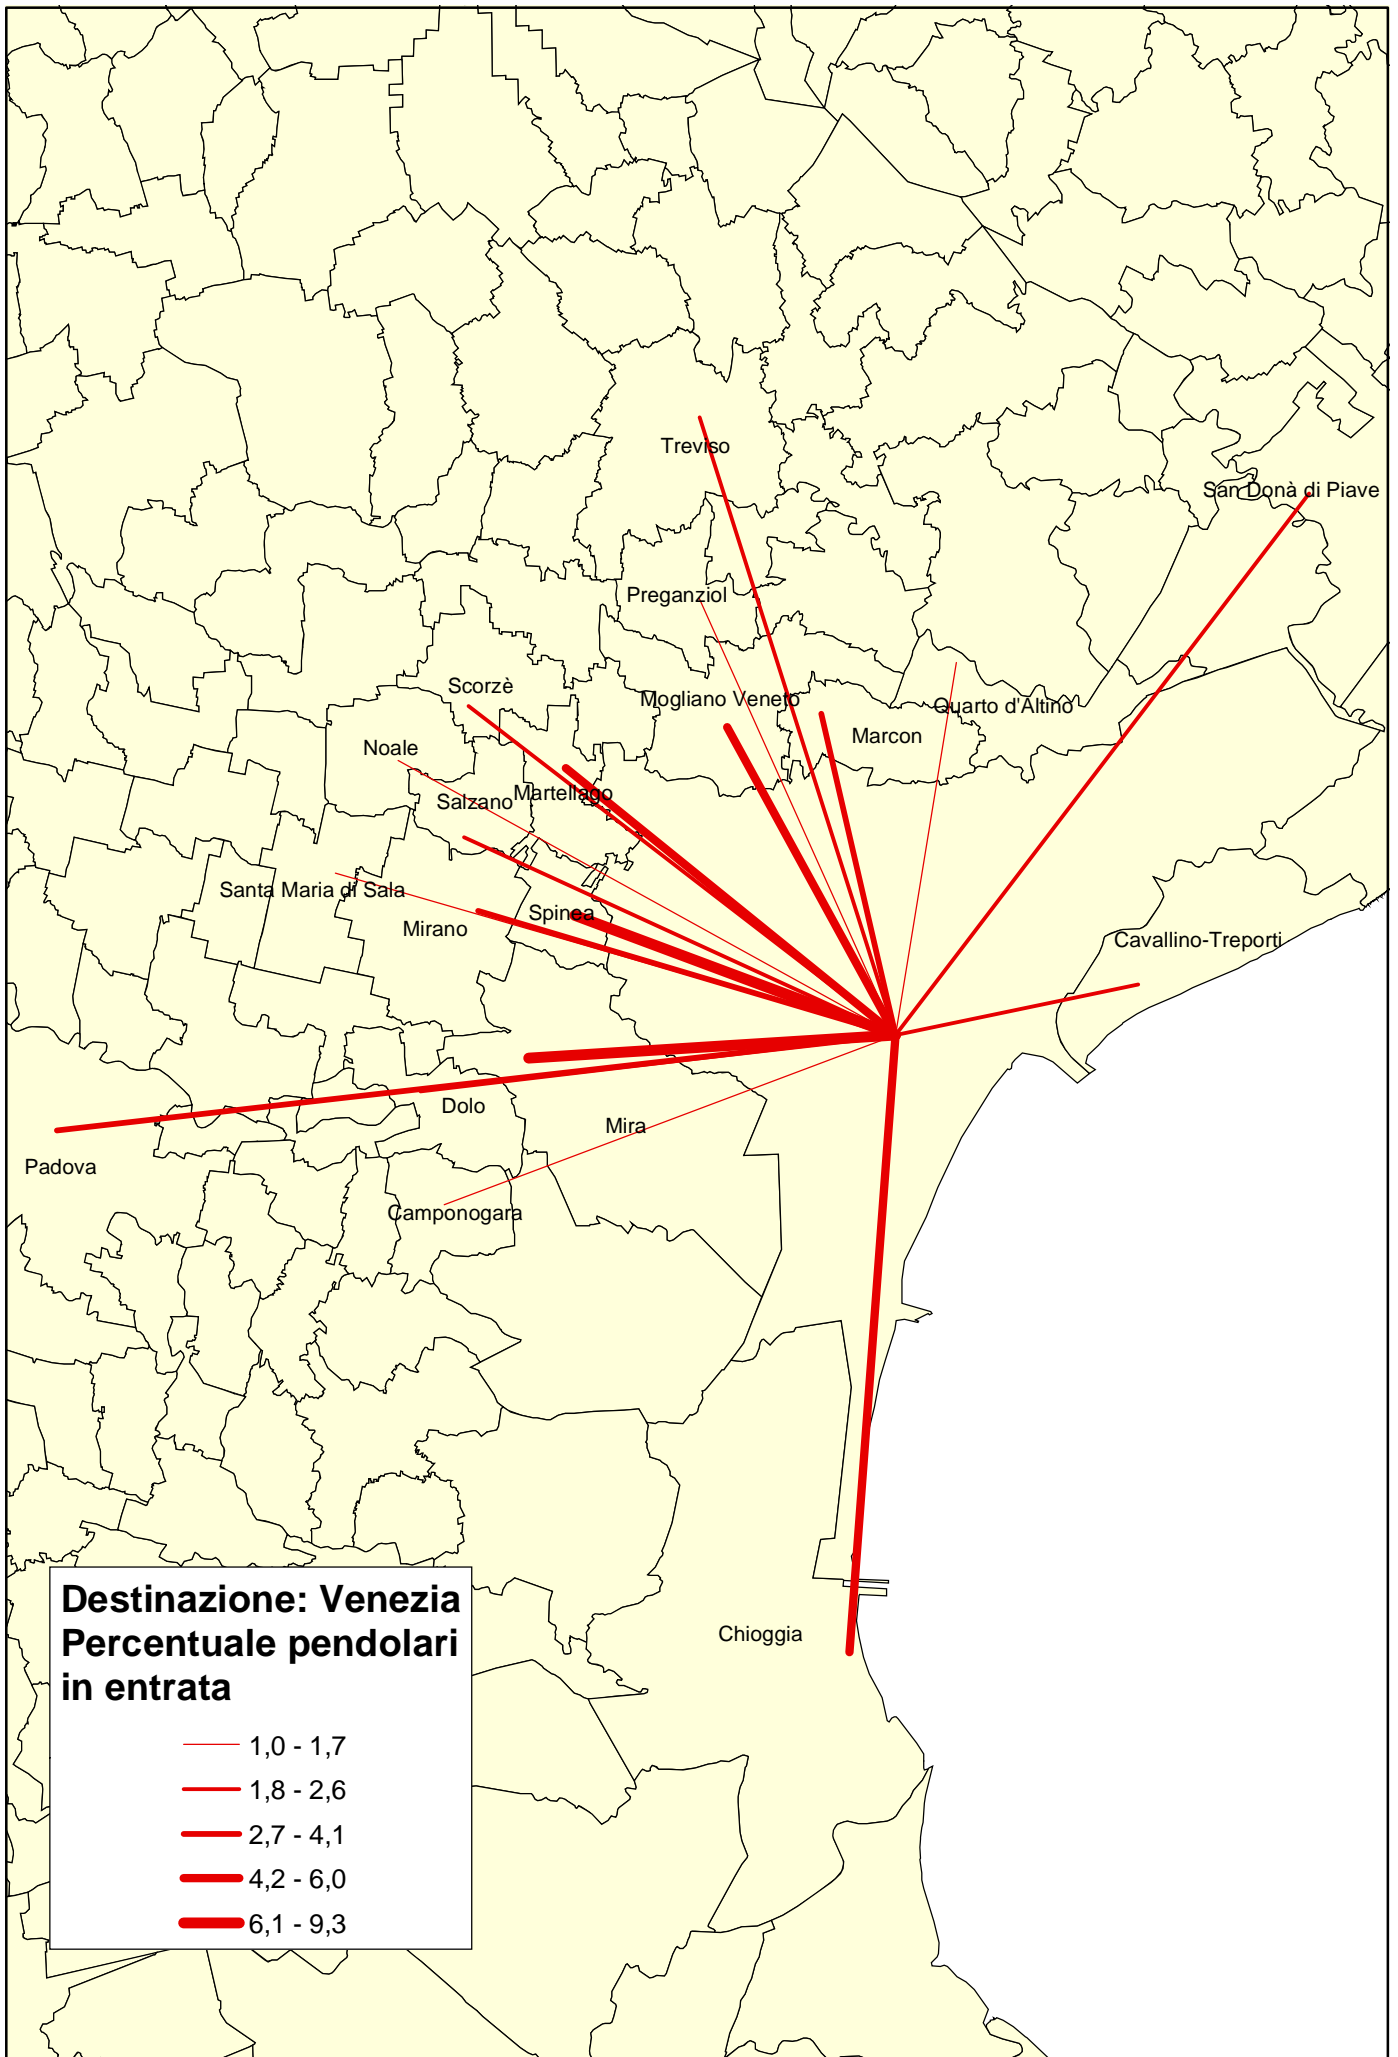 Treviso
San Donà di Piave
Preganziol
Scorzè
Mogliano Veneto
Quarto d'Altino
Noale
Marcon
Salzano
Martellago
Santa Maria di Sala
Spinea
Mirano
Cavallino-Treporti
Dolo
Mira
Padova
Camponogara
Chioggia
Destinazione: Venezia
Percentuale pendolari
in entrata
1,0 - 1,7
1,8 - 2,6
2,7 - 4,1
4,2 - 6,0
6,1 - 9,3